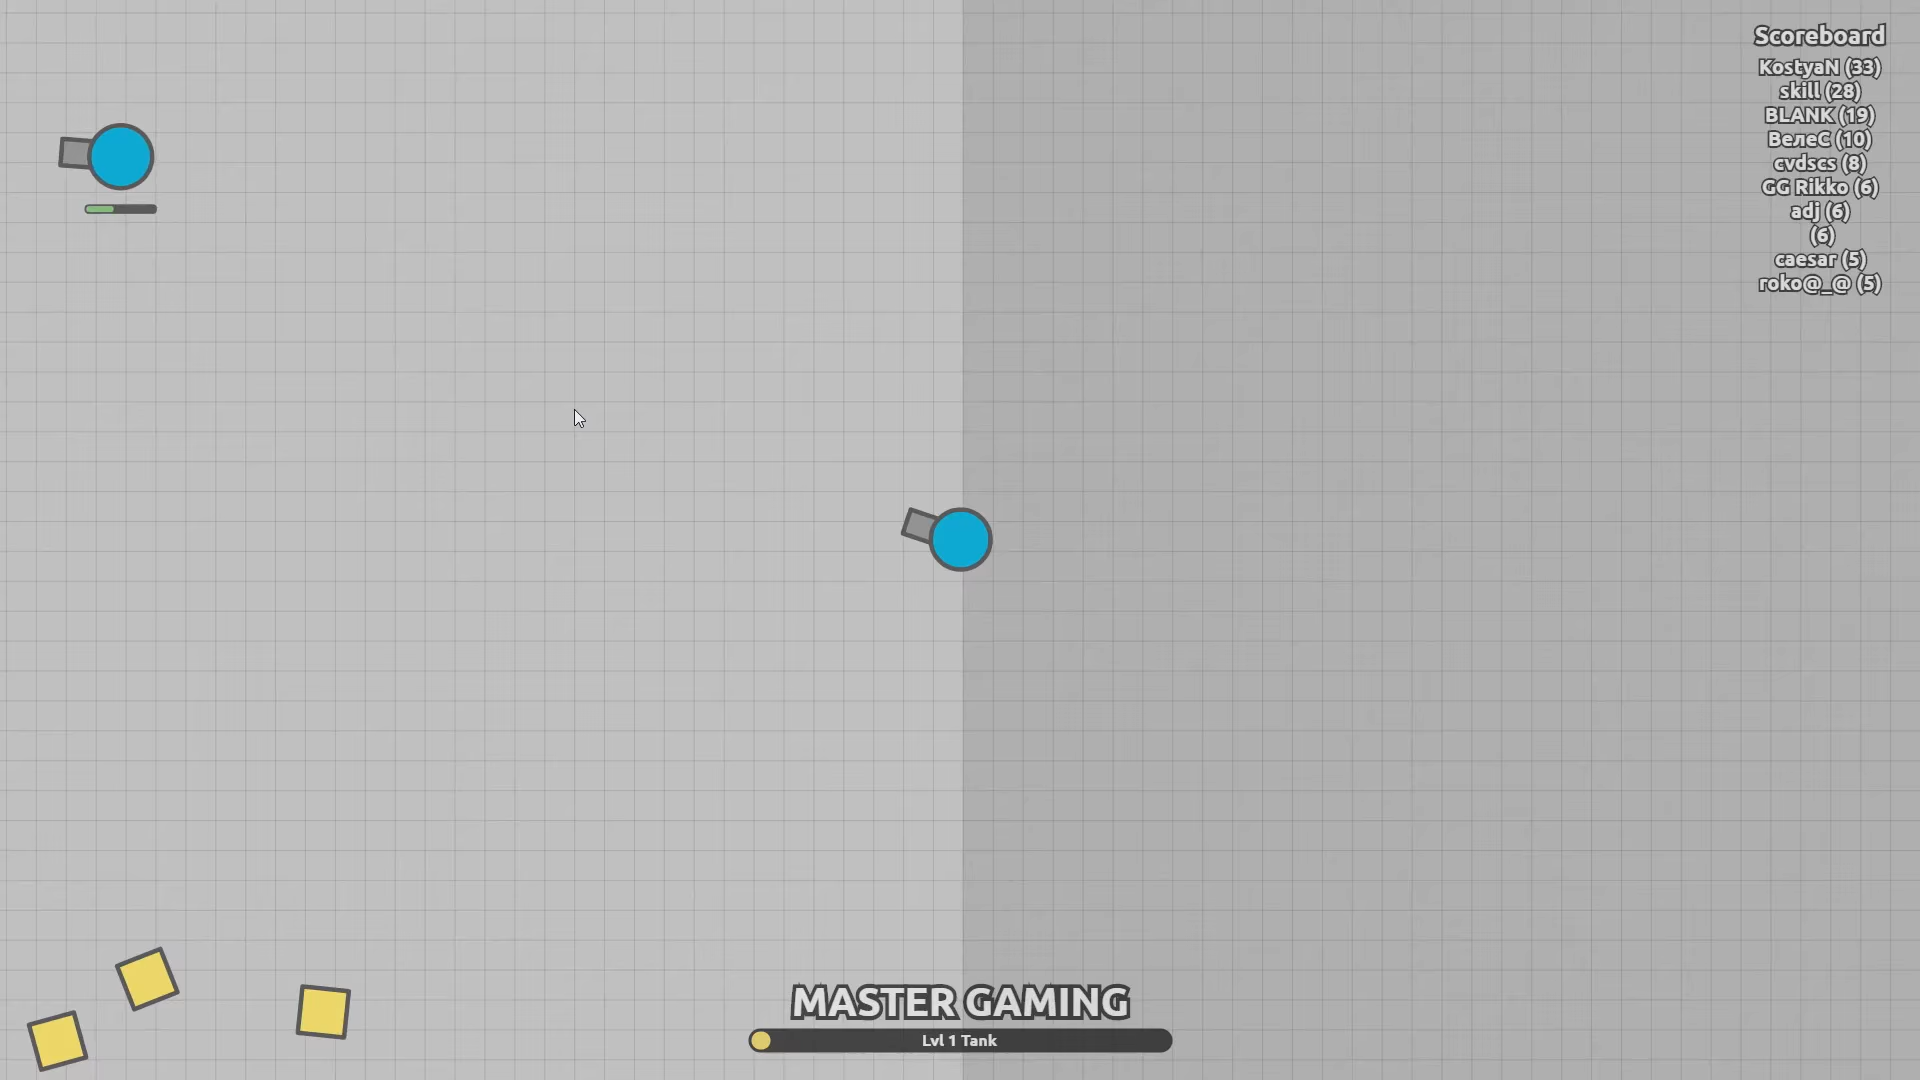 Scoreboard
KostyaN (33)
skill (28)
BLANK (19)
ВелеС (10)
cvdscs (8)
GG Rikko (6)
adj (6)
(6)
caesar (5)
roko@_@ (5)
MASTER GAMING
Lvl 1 Tank